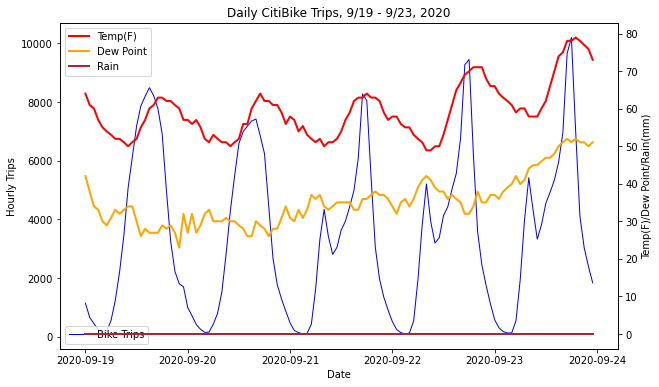 Daily CitiBike Trips, 9/19 - 9/23, 2020
Temp(F)
Dew Point
Rain
Bike Trips
10000
8000
6000
4000
2000
0
Hourly Trips
80
70
60
50
40
30
20
10
0
Temp(F)/Dew Point/Rain(mm)
2020-09-19 2020-09-20 2020-09-21 2020-09-22 2020-09-23 2020-09-24
Date